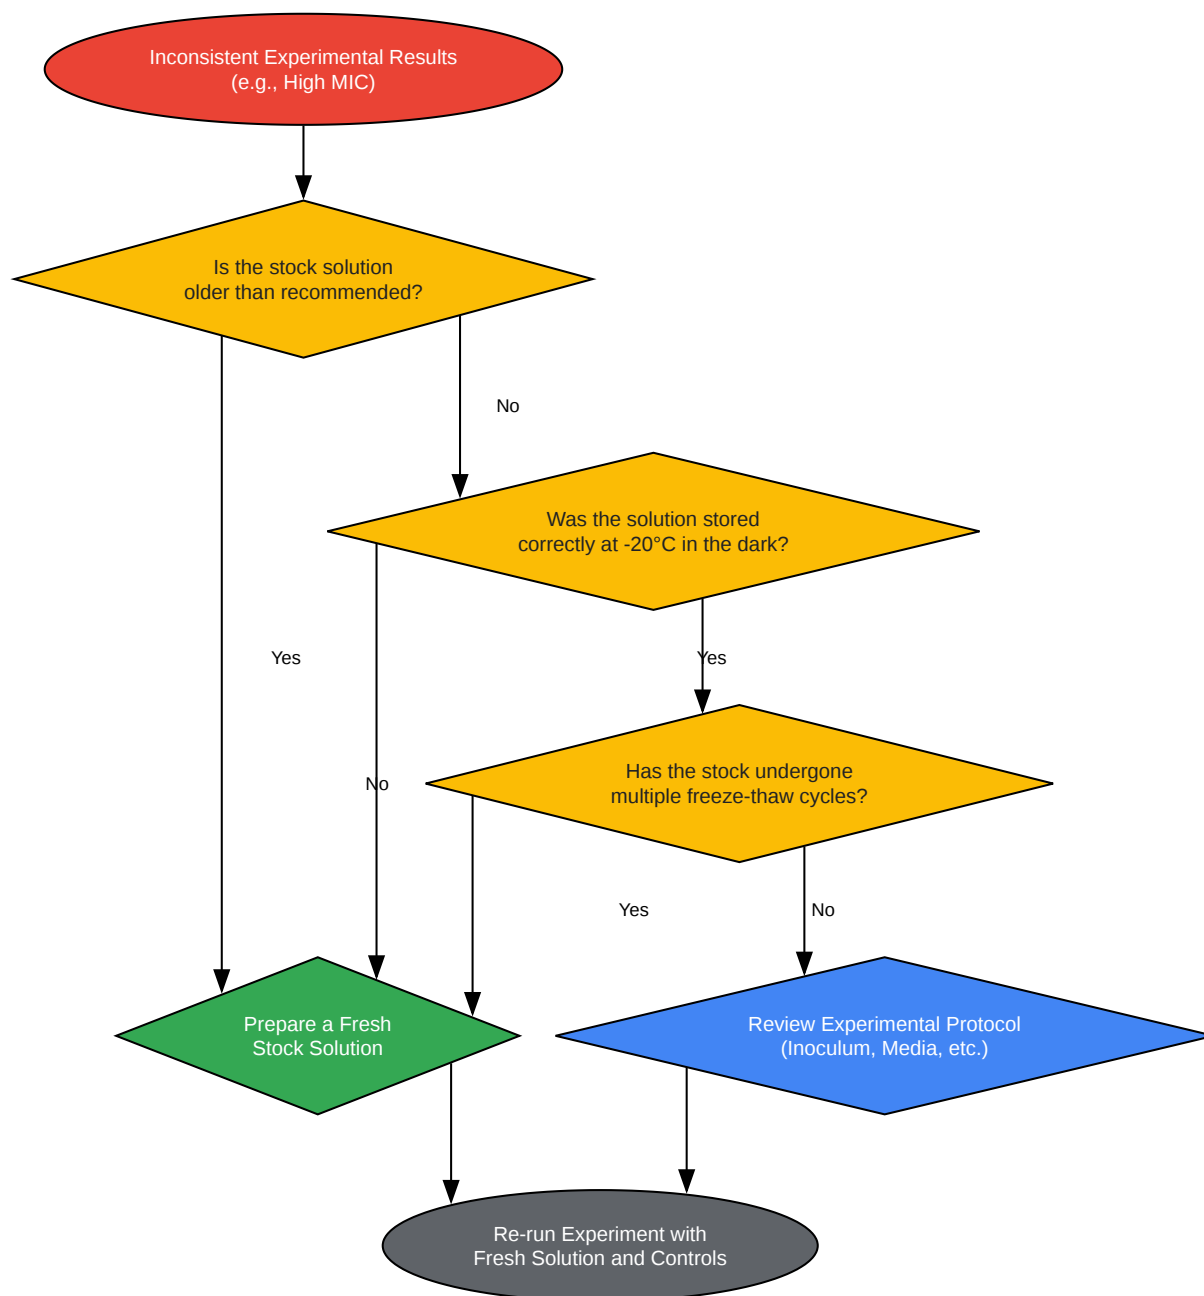 Inconsistent Experimental Results
(e.g., High MIC)
Is the stock solution
older than recommended?
No
Was the solution stored
correctly at -20°C in the dark?
Yes
Yes
Has the stock undergone
multiple freeze-thaw cycles?
No
Yes
No
Prepare a Fresh
Stock Solution
Review Experimental Protocol
(Inoculum, Media, etc.)
Re-run Experiment with
Fresh Solution and Controls